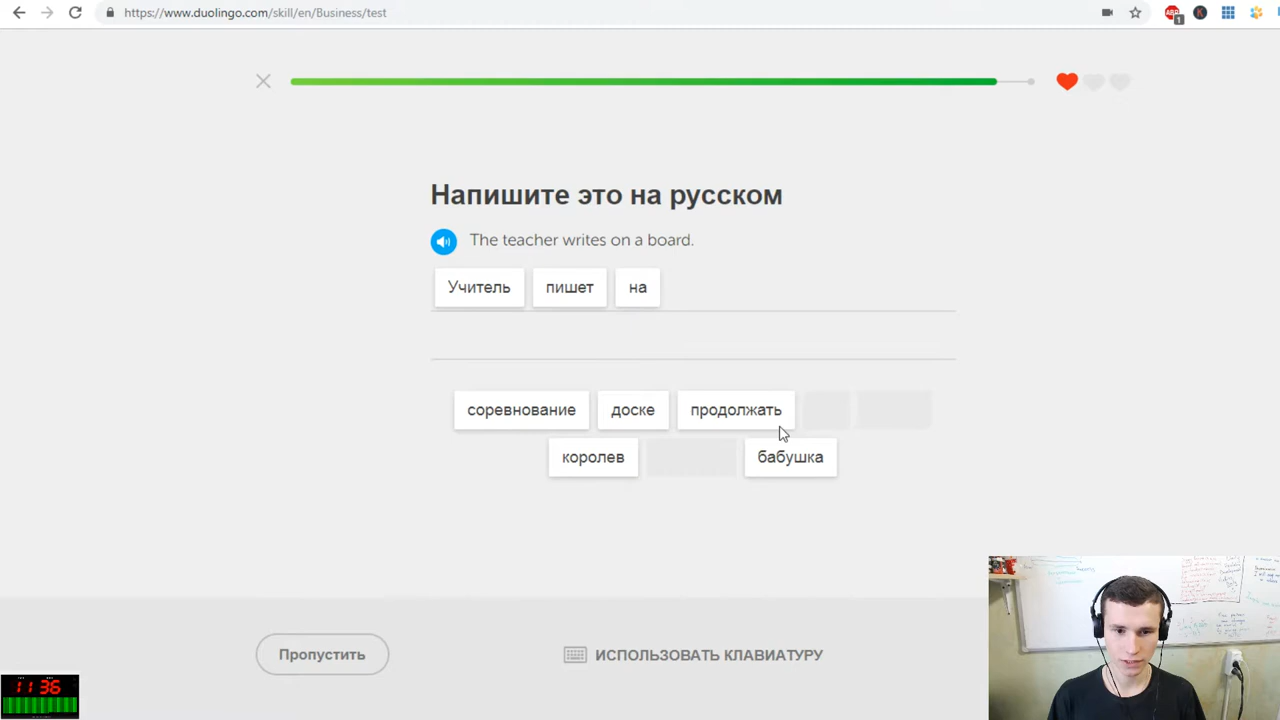 https://www.duolingo.com/skill/en/Business/test
Напишите это на русском
The teacher writes on a board.
Учитель пишет на
соревнование доске продолжать
королев бабушка
Пропустить ИСПОЛЬЗОВАТЬ КЛАВИАТУРУ
11 36